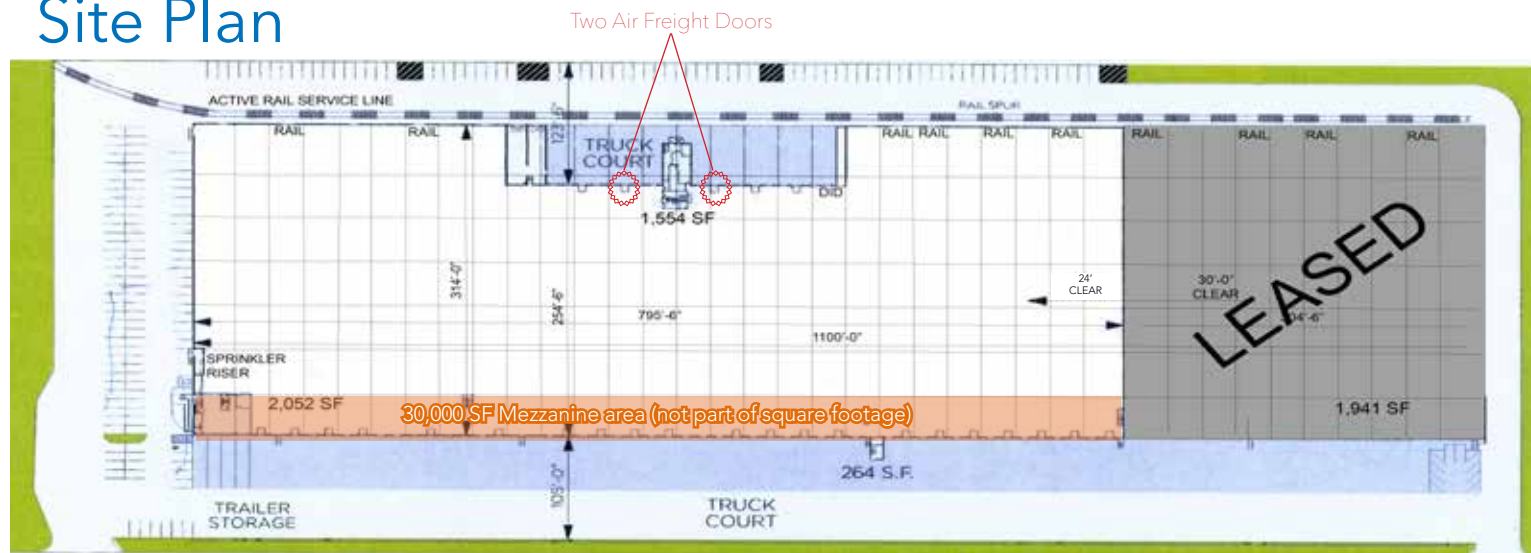 Site Plan
Two Air Freight Doors
ACTIVE RAIL SERVICE LINE
RAIL SPUR
RAIL
RAIL
RAIL
RAIL
RAIL
RAIL
RAIL
RAIL
RAIL
RAIL
TRUCK
COURT
DID
1,554 SF
314'-0"
254'-6"
24'
CLEAR
30'-0"
CLEAR
795'-6"
1100'-0"
LEASED
SPRINKLER
RISER
2,052 SF
30,000 SF Mezzanine area (not part of square footage)
1,941 SF
264 S.F.
105'-0"
TRAILER
STORAGE
TRUCK
COURT